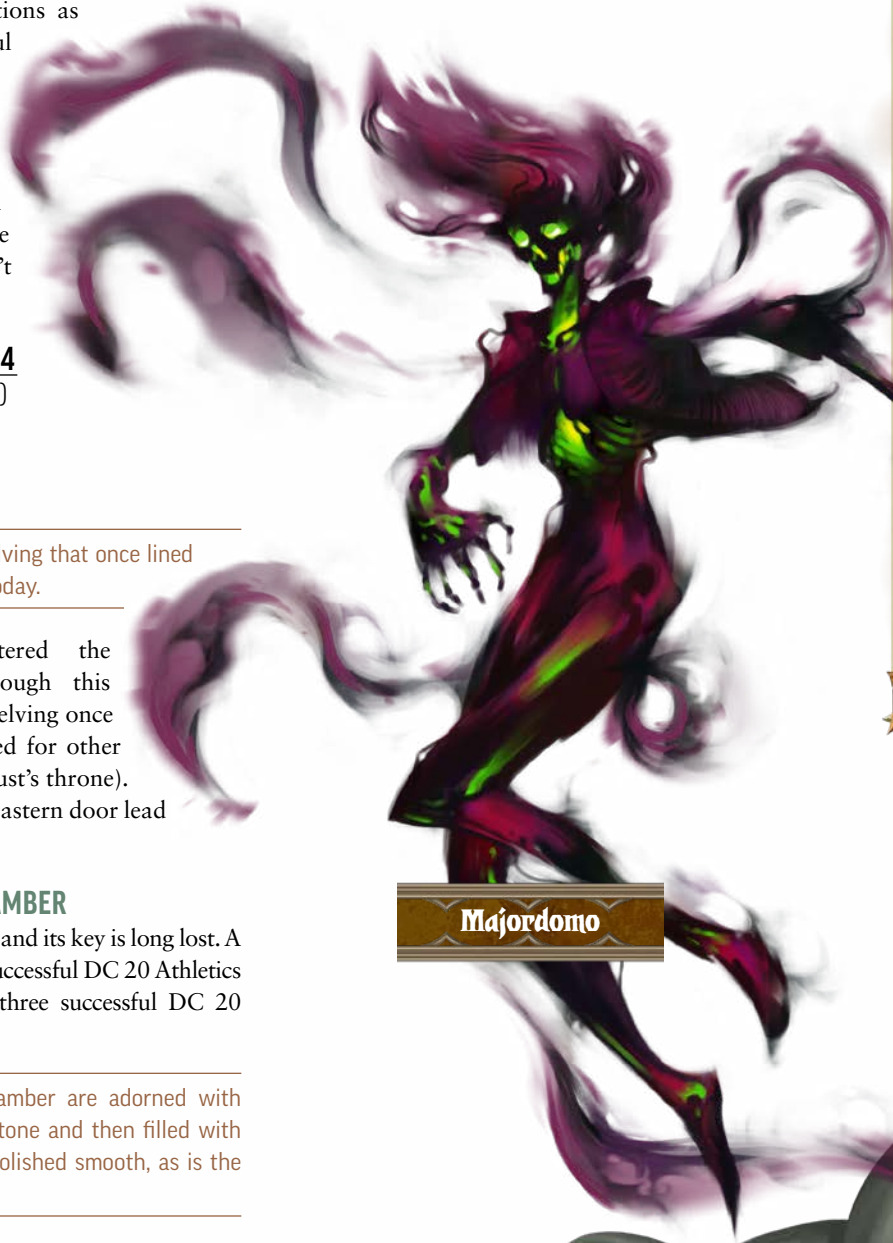 tions as
ul
e
't
4
)
ving that once lined
oday.
tered the
ough this
elving once
ed for other
ust's throne).
astern door lead
AMBER
and its key is long lost. A
uccessful DC 20 Athletics
three successful DC 20
amber are adorned with
tone and then filled with
olished smooth, as is the
Majordomo